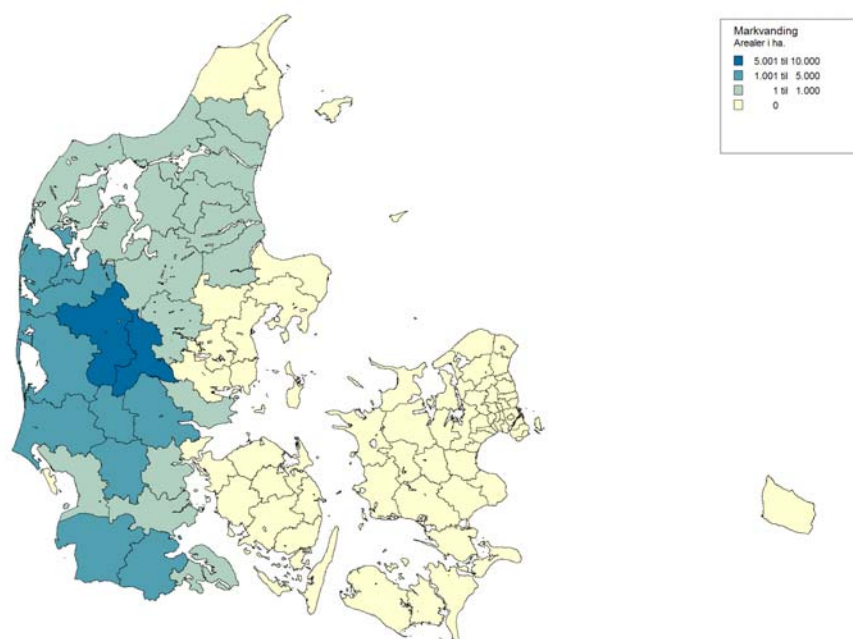 Markvanding
Arealer i ha.
5.001 til 10.000
1.001 til 5.000
1 til 1.000
0